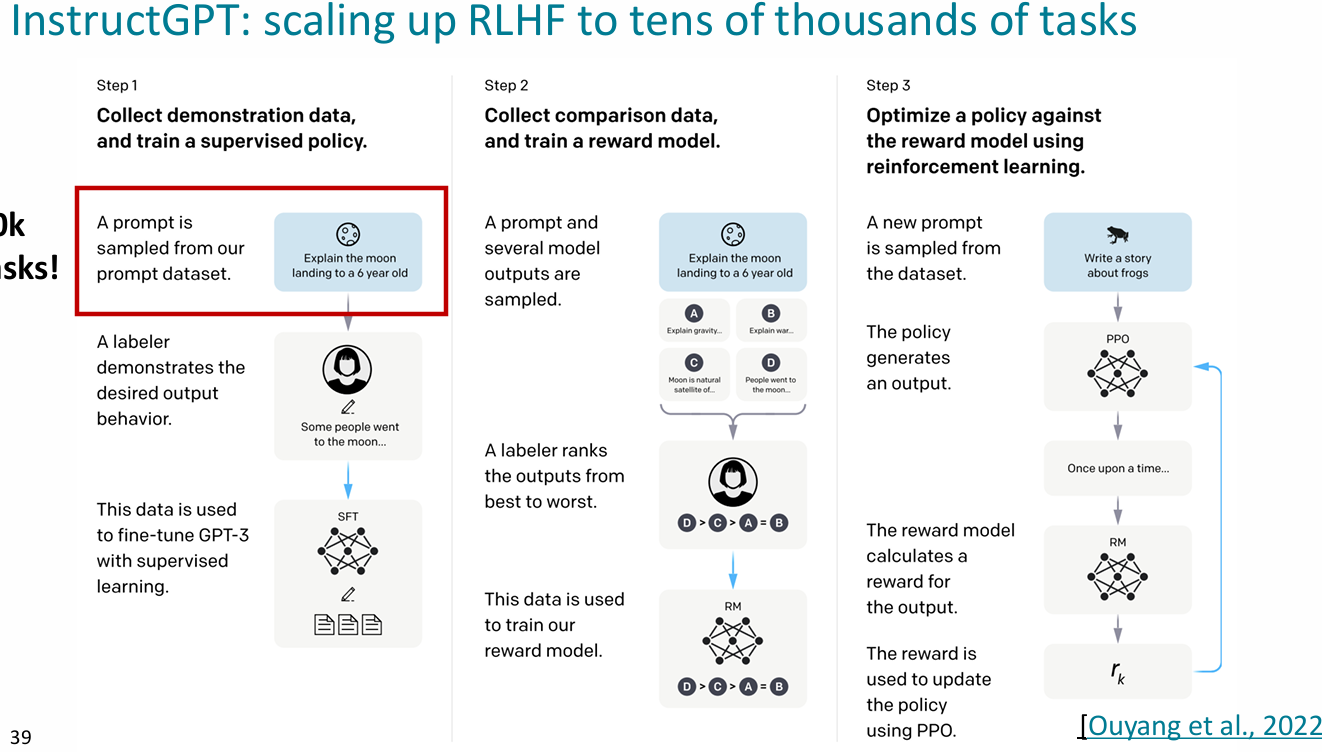 InstructGPT: scaling up RLHF to tens of thousands of tasks
Step 1
Collect demonstration data,
and train a supervised policy.
0k
asks!
A prompt is
sampled from our
prompt dataset.
Explain the moon
landing to a 6 year old
A labeler
demonstrates the
desired output
behavior.
Some people went
to the moon...
This data is used
to fine-tune GPT-3
with supervised
learning.
SFT
Step 2
Collect comparison data,
and train a reward model.
A prompt and
several model
outputs are
sampled.
Explain the moon
landing to a 6 year old
A
Explain gravity...
B
Explain war...
C
Moon is natural
satellite of...
D
People went to
the moon...
A labeler ranks
the outputs from
best to worst.
D > C > A = B
This data is used
to train our
reward model.
RM
D > C > A = B
Step 3
Optimize a policy against
the reward model using
reinforcement learning.
A new prompt
is sampled from
the dataset.
Write a story
about frogs
The policy
generates
an output.
PPO
Once upon a time...
The reward model
calculates a
reward for
the output.
RM
The reward is
used to update
the policy
using PPO.
rk
[Ouyang et al., 2022
39